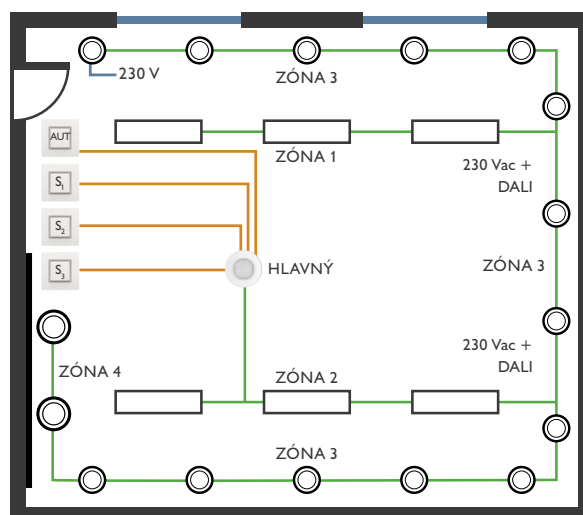 230 V
ZÓNA 3
AUT
ZÓNA 1
230 Vac +
DALI
S₁
S₂
S₃
HLAVNÝ
ZÓNA 3
230 Vac +
DALI
ZÓNA 4
ZÓNA 2
ZÓNA 3